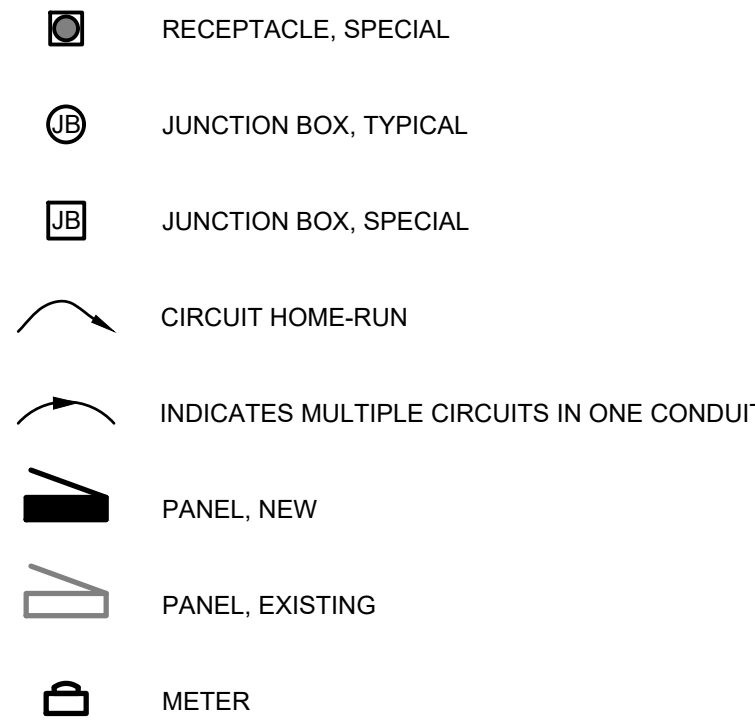 RECEPTACLE, SPECIAL
JB JUNCTION BOX, TYPICAL
JB JUNCTION BOX, SPECIAL
CIRCUIT HOME-RUN
INDICATES MULTIPLE CIRCUITS IN ONE CONDUIT
PANEL, NEW
PANEL, EXISTING
METER